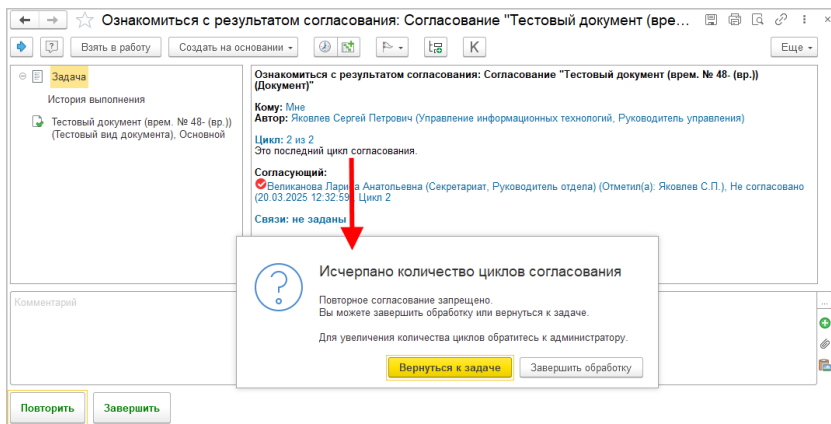 Ознакомиться с результатом согласования: Согласование "Тестовый документ (вре...
Взять в работу
Создать на основании
К
Еще
Задача
История выполнения
Тестовый документ (врем. № 48- (вр.))
(Тестовый вид документа), Основной
Ознакомиться с результатом согласования: Согласование "Тестовый документ (врем. № 48- (вр.))
(Документ)"
Кому: Мне
Автор: Яковлев Сергей Петрович (Управление информационных технологий, Руководитель управления)
Цикл: 2 из 2
Это последний цикл согласования.
Согласующий:
Великанова Лариса Анатольевна (Секретариат, Руководитель отдела) (Отметил(а): Яковлев С.П.), Не согласовано
(20.03.2025 12:32:59), Цикл 2
Связи: не заданы
Исчерпано количество циклов согласования
Повторное согласование запрещено.
Вы можете завершить обработку или вернуться к задаче.
Для увеличения количества циклов обратитесь к администратору.
Вернуться к задаче
Завершить обработку
Комментарий
...
Повторить
Завершить